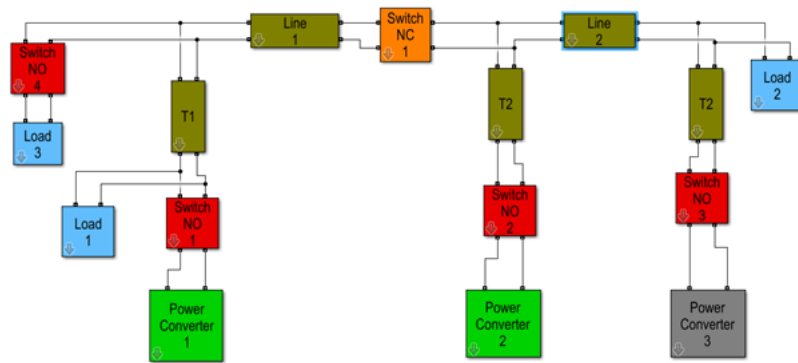 Line
1
Switch
NC
1
Line
2
Switch
NO
4
T1
T2
T2
Load
2
Load
3
Load
1
Switch
NO
1
Switch
NO
2
Switch
NO
3
Power
Converter
1
Power
Converter
2
Power
Converter
3